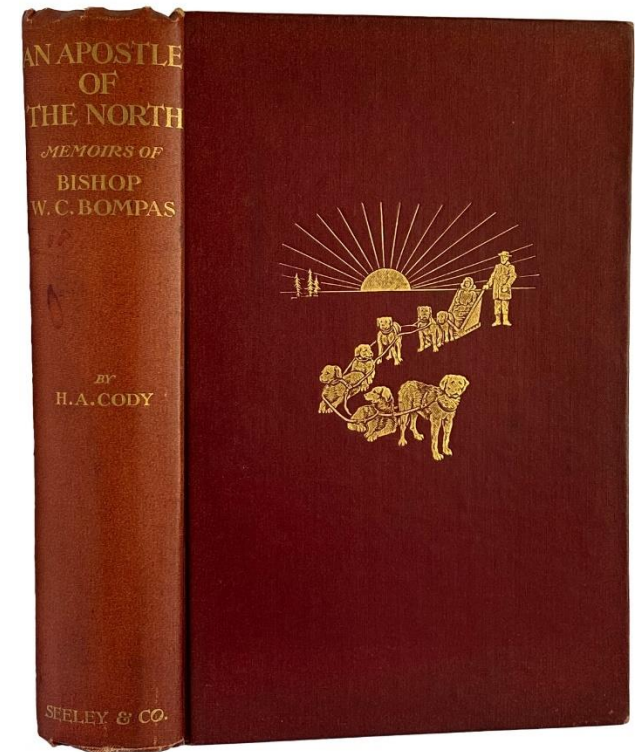 AN APOSTLE
OF
THE NORTH
MEMOIRS OF
BISHOP
W. C. BOMPAS
BY
H. A. CODY
SEELEY & CO.